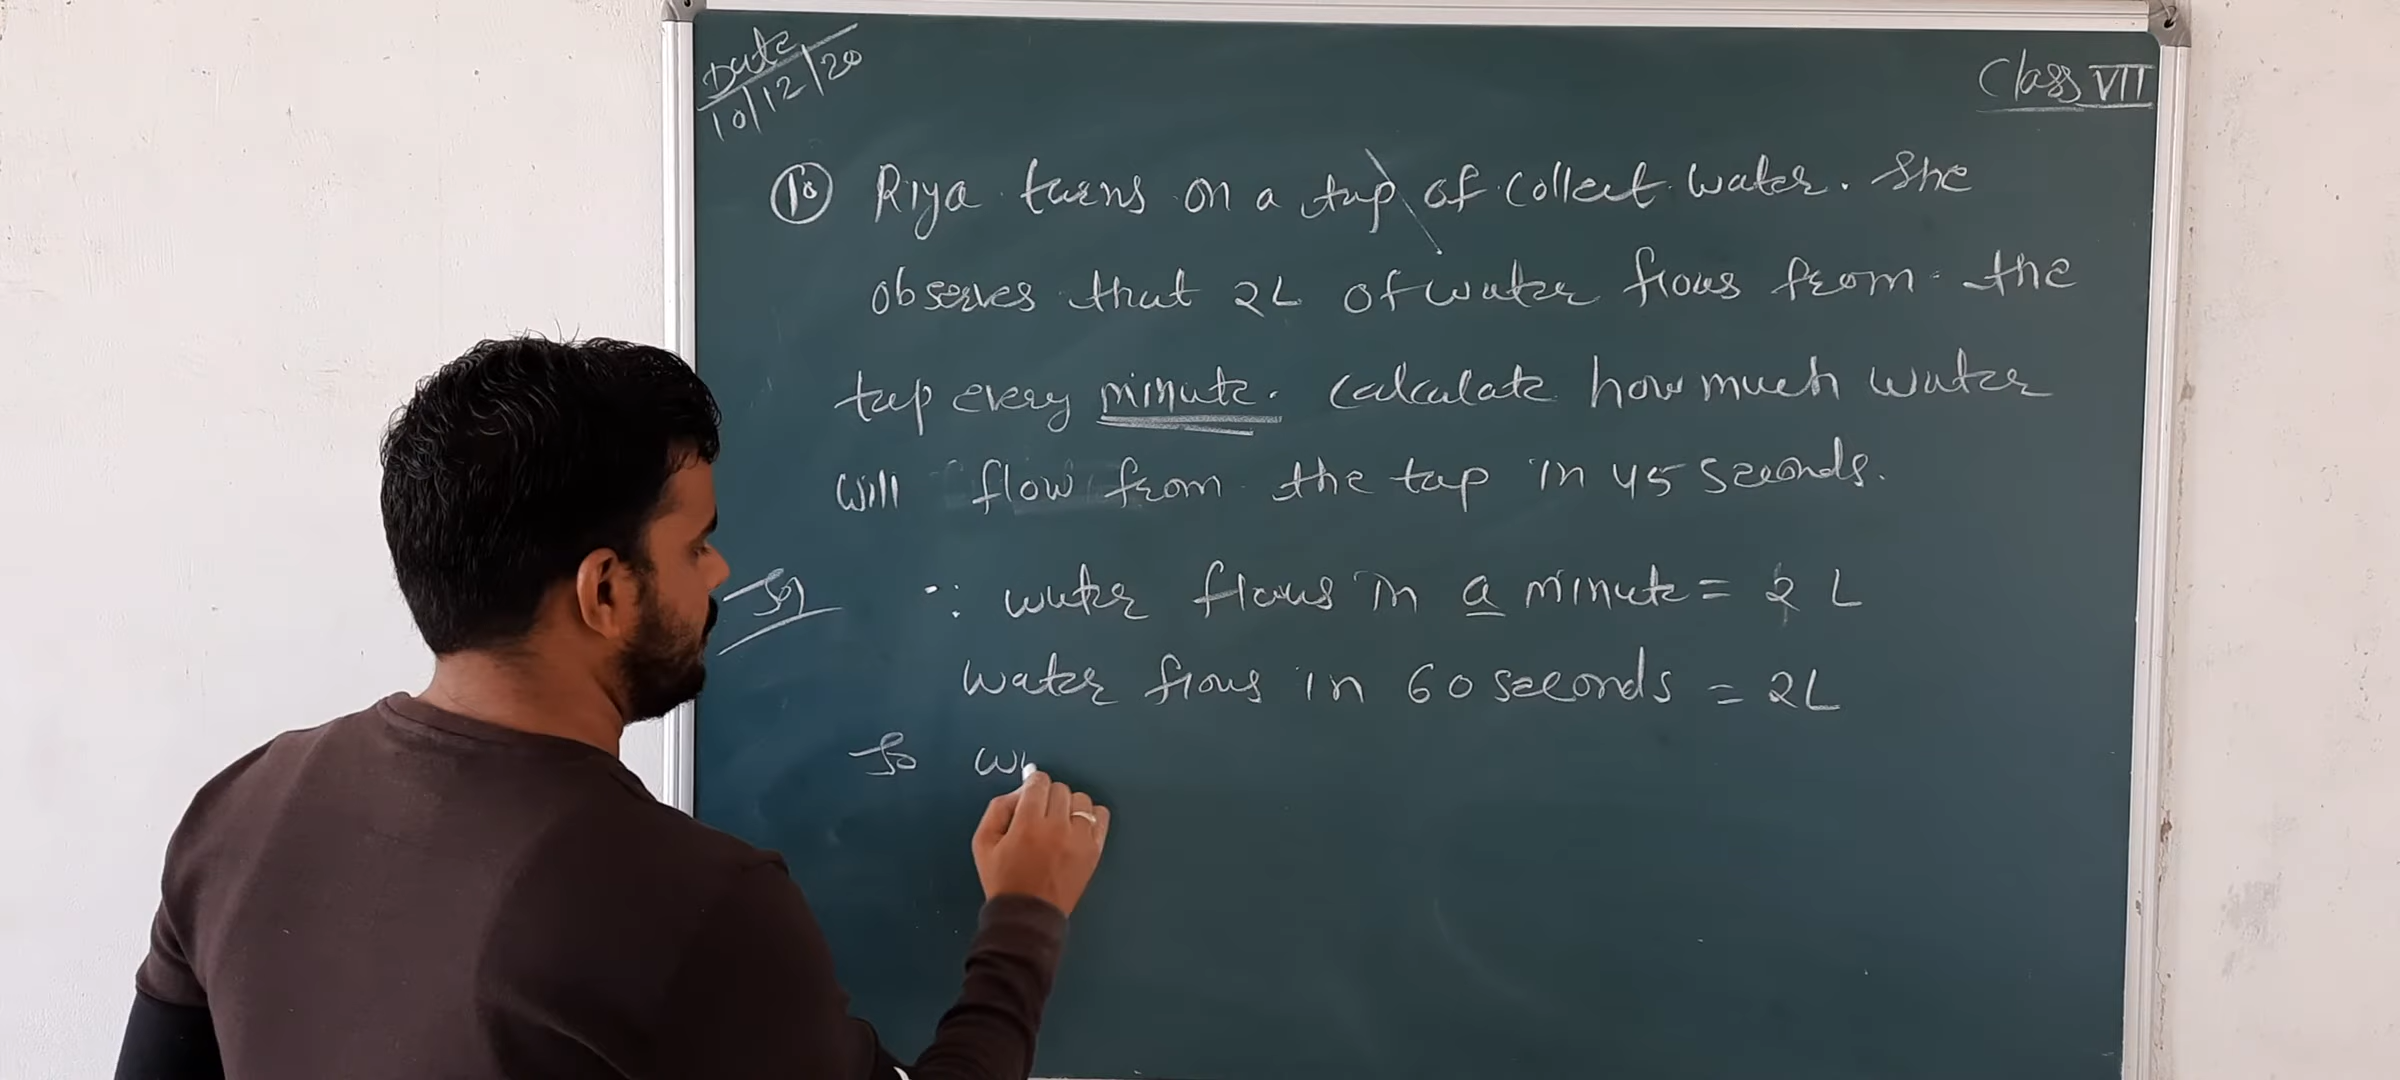 Date
10/12/20
Class VII
10 Riya turns on a tap of collect water. She
observes that 2L of water flows from the
tap every minute. calculate how much water
will flow from the tap in 45 seconds.
Sol ∵ water flows in a minute = 2 L
water flows in 60 seconds = 2L
So